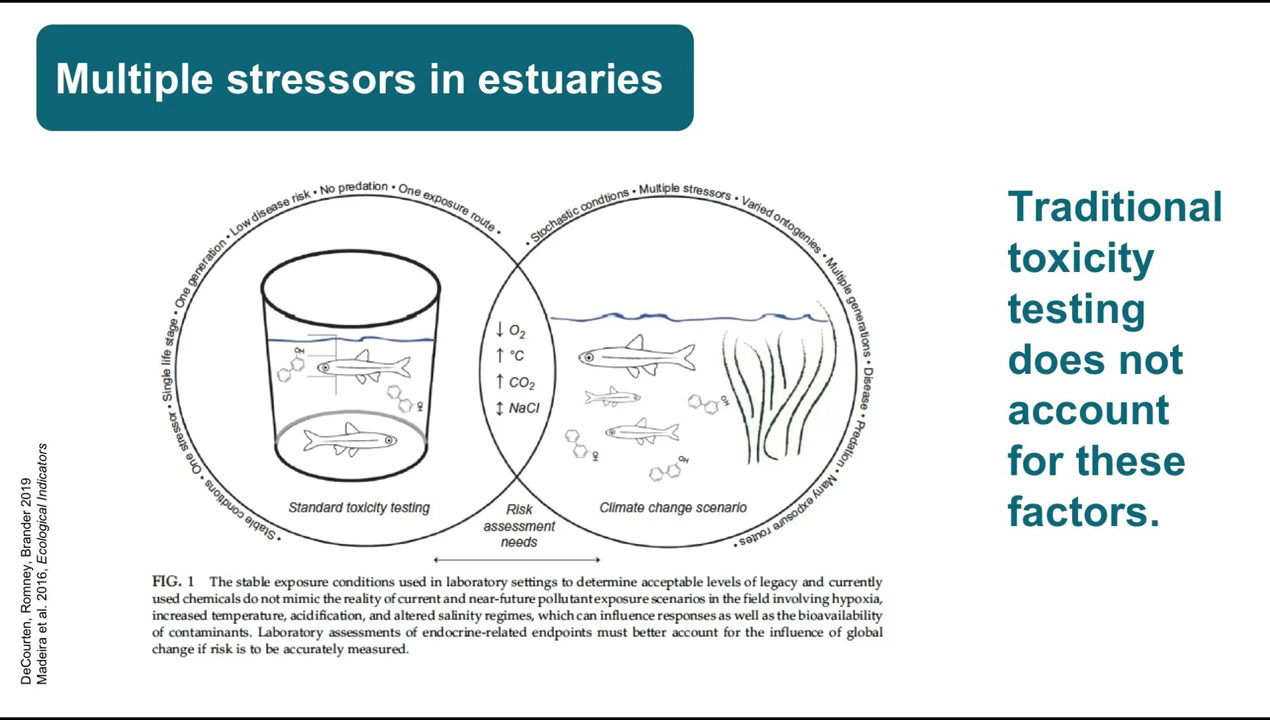 Multiple stressors in estuaries
• Stable condtions • One stressor • Single life stage • One generation • Low disease risk • No predation • One exposure route •
• Stochastic condtions • Multiple stressors • Varied ontogenies • Multiple generations • Disease • Predation • Many exposure routes •
OH
OH
↓ O2
↑ °C
↑ CO2
↕ NaCl
OH
OH
OH
Standard toxicity testing
Risk
assessment
needs
Climate change scenario
FIG. 1 The stable exposure conditions used in laboratory settings to determine acceptable levels of legacy and currently
used chemicals do not mimic the reality of current and near-future pollutant exposure scenarios in the field involving hypoxia,
increased temperature, acidification, and altered salinity regimes, which can influence responses as well as the bioavailability
of contaminants. Laboratory assessments of endocrine-related endpoints must better account for the influence of global
change if risk is to be accurately measured.
Traditional
toxicity
testing
does not
account
for these
factors.
DeCourten, Romney, Brander 2019
Madeira et al. 2016, Ecological Indicators